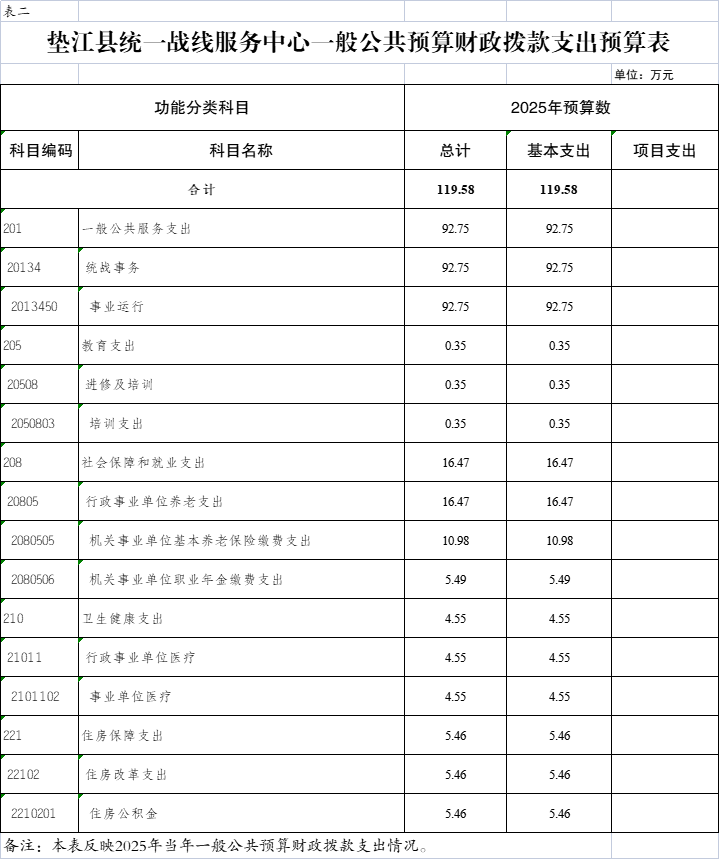 表二
垫江县统一战线服务中心一般公共预算财政拨款支出预算表
单位：万元
功能分类科目 2025年预算数
科目编码 科目名称 总计 基本支出 项目支出
合计 119.58 119.58
201 一般公共服务支出 92.75 92.75
20134 统战事务 92.75 92.75
2013450 事业运行 92.75 92.75
205 教育支出 0.35 0.35
20508 进修及培训 0.35 0.35
2050803 培训支出 0.35 0.35
208 社会保障和就业支出 16.47 16.47
20805 行政事业单位养老支出 16.47 16.47
2080505 机关事业单位基本养老保险缴费支出 10.98 10.98
2080506 机关事业单位职业年金缴费支出 5.49 5.49
210 卫生健康支出 4.55 4.55
21011 行政事业单位医疗 4.55 4.55
2101102 事业单位医疗 4.55 4.55
221 住房保障支出 5.46 5.46
22102 住房改革支出 5.46 5.46
2210201 住房公积金 5.46 5.46
备注：本表反映2025年当年一般公共预算财政拨款支出情况。